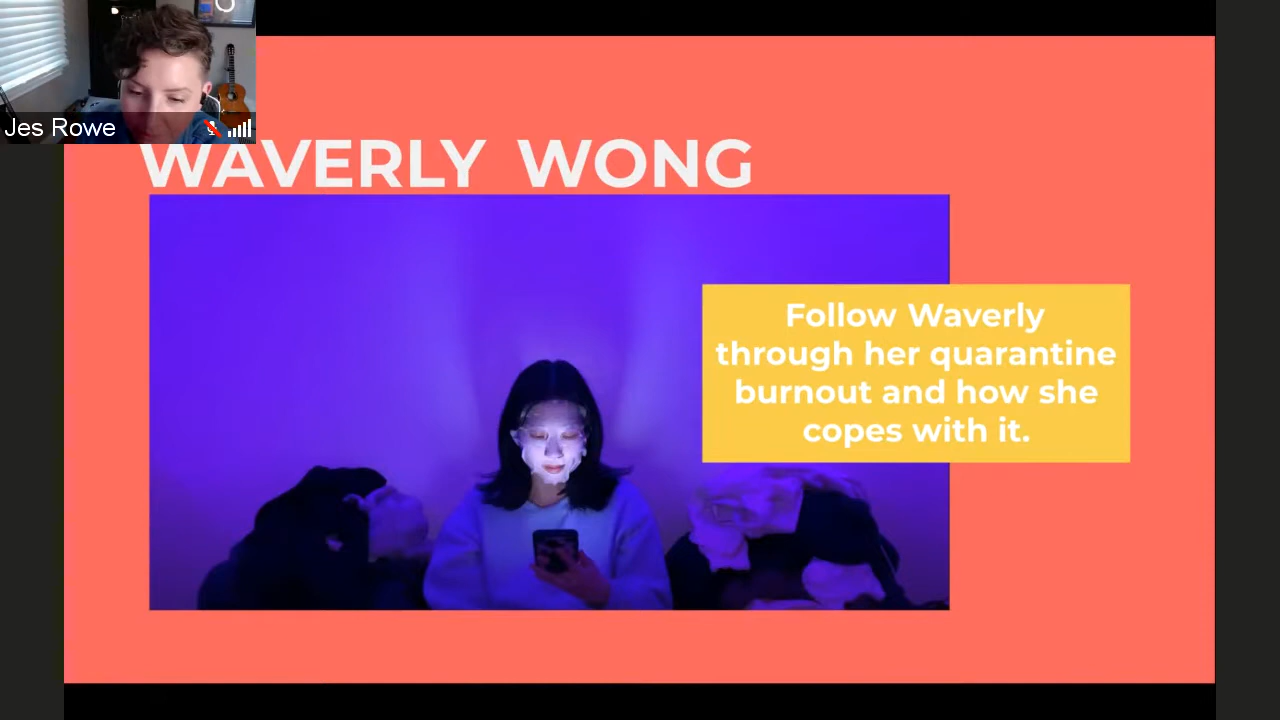 Jes Rowe
WAVERLY WONG
Follow Waverly
through her quarantine
burnout and how she
copes with it.